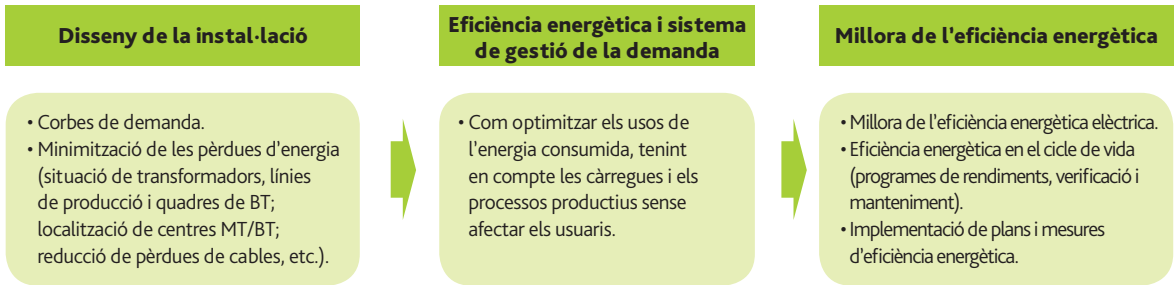 Disseny de la instal·lació
• Corbes de demanda.
• Minimització de les pèrdues d'energia
(situació de transformadors, línies
de producció i quadres de BT;
localització de centres MT/BT;
reducció de pèrdues de cables, etc.).
Eficiència energètica i sistema
de gestió de la demanda
• Com optimitzar els usos de
l'energia consumida, tenint
en compte les càrregues i els
processos productius sense
afectar els usuaris.
Millora de l'eficiència energètica
• Millora de l'eficiència energètica elèctrica.
• Eficiència energètica en el cicle de vida
(programes de rendiments, verificació i
manteniment).
• Implementació de plans i mesures
d'eficiència energètica.